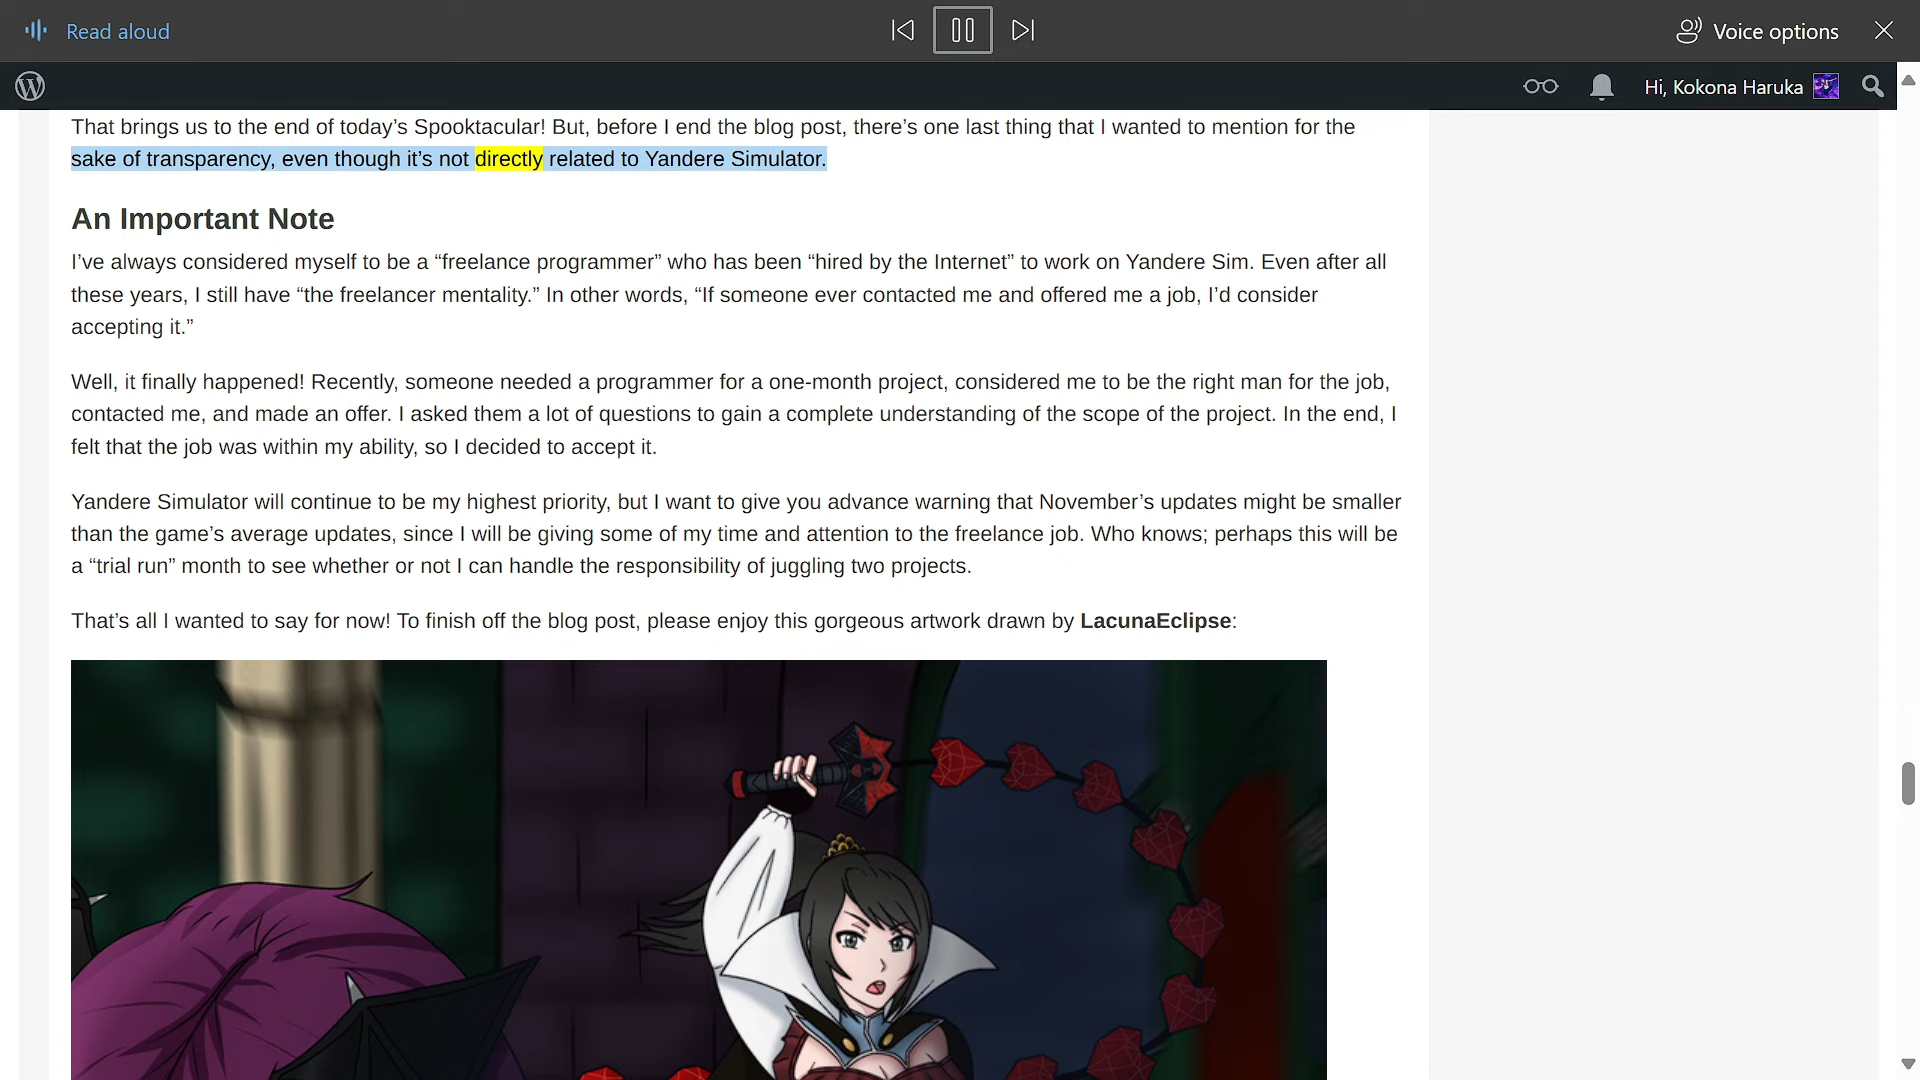 Read aloud
Voice options
Hi, Kokona Haruka
That brings us to the end of today’s Spooktacular! But, before I end the blog post, there’s one last thing that I wanted to mention for the
sake of transparency, even though it’s not directly related to Yandere Simulator.
An Important Note
I’ve always considered myself to be a “freelance programmer” who has been “hired by the Internet” to work on Yandere Sim. Even after all
these years, I still have “the freelancer mentality.” In other words, “If someone ever contacted me and offered me a job, I’d consider
accepting it.”
Well, it finally happened! Recently, someone needed a programmer for a one-month project, considered me to be the right man for the job,
contacted me, and made an offer. I asked them a lot of questions to gain a complete understanding of the scope of the project. In the end, I
felt that the job was within my ability, so I decided to accept it.
Yandere Simulator will continue to be my highest priority, but I want to give you advance warning that November’s updates might be smaller
than the game’s average updates, since I will be giving some of my time and attention to the freelance job. Who knows; perhaps this will be
a “trial run” month to see whether or not I can handle the responsibility of juggling two projects.
That’s all I wanted to say for now! To finish off the blog post, please enjoy this gorgeous artwork drawn by LacunaEclipse: